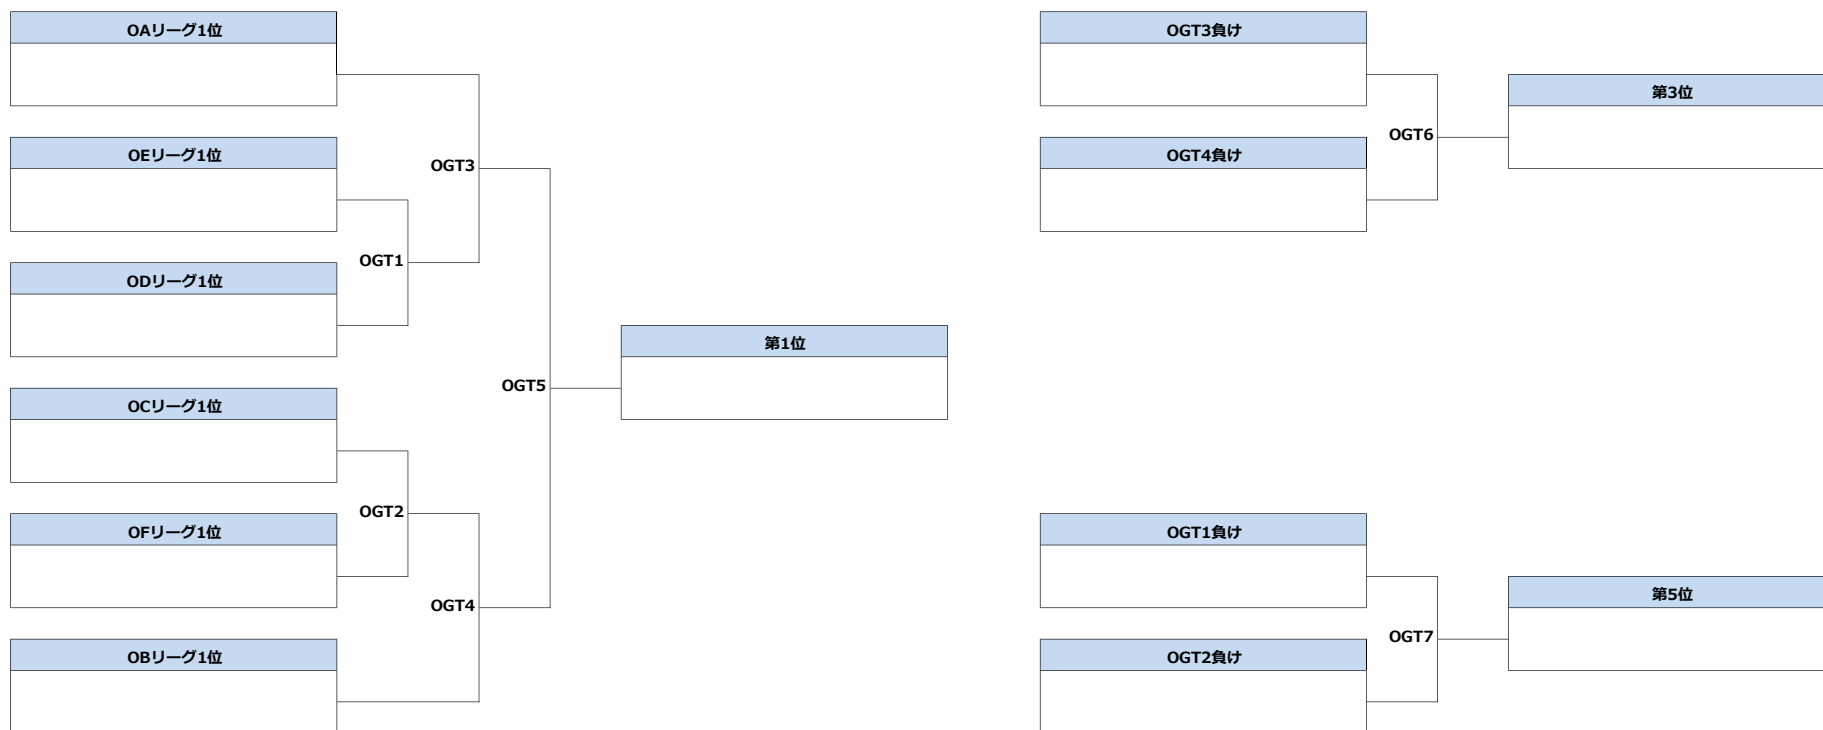 OAリーグ1位
OEリーグ1位
OGT3
OGT1
ODリーグ1位
第1位
OGT5
OCリーグ1位
OGT2
OFリーグ1位
OGT4
OBリーグ1位
OGT3負け
第3位
OGT6
OGT4負け
OGT1負け
第5位
OGT7
OGT2負け